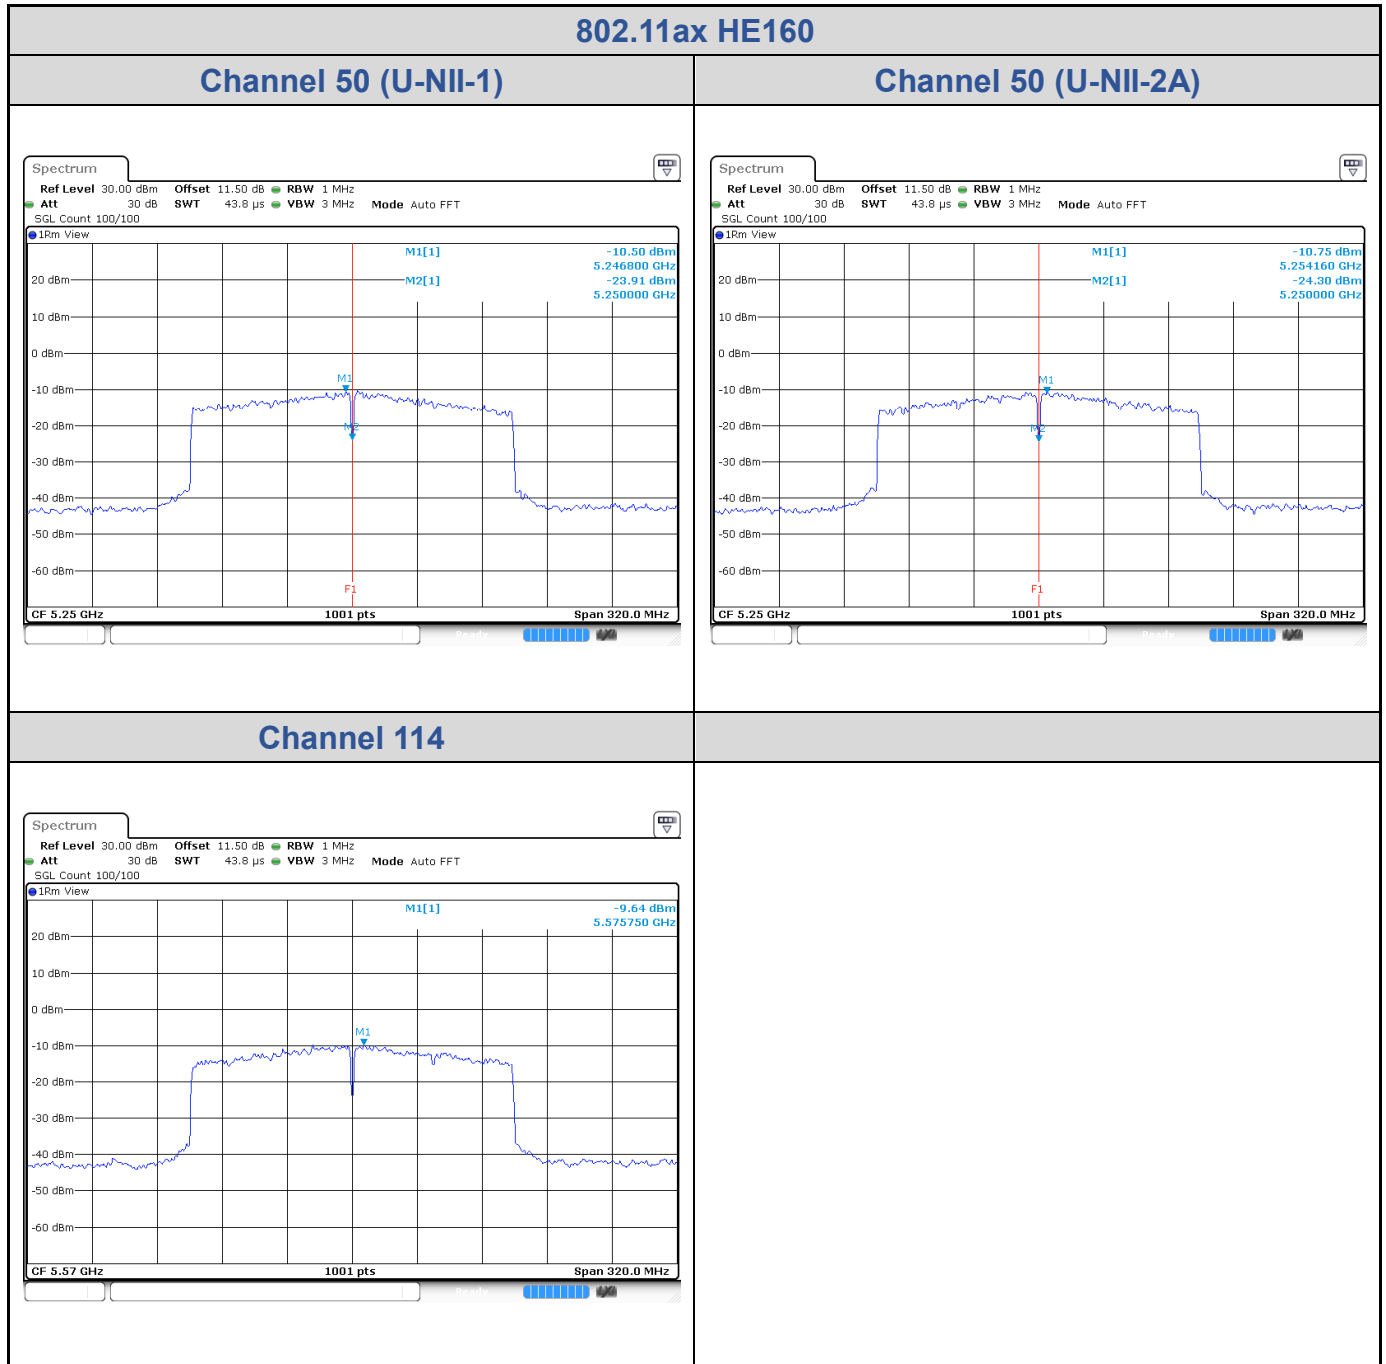 802.11ax HE160
Channel 50 (U-NII-1)
Channel 50 (U-NII-2A)
Spectrum
Ref Level 30.00 dBm Offset 11.50 dB RBW 1 MHz
Att 30 dB SWT 43.8 µs VBW 3 MHz Mode Auto FFT
SGL Count 100/100
1Rm View
M1[1] -10.50 dBm
5.246800 GHz
20 dBm
M2[1] -23.91 dBm
5.250000 GHz
10 dBm
0 dBm
M1
-10 dBm
M2
-20 dBm
-30 dBm
-40 dBm
-50 dBm
-60 dBm
F1
CF 5.25 GHz 1001 pts Span 320.0 MHz
Ready
Spectrum
Ref Level 30.00 dBm Offset 11.50 dB RBW 1 MHz
Att 30 dB SWT 43.8 µs VBW 3 MHz Mode Auto FFT
SGL Count 100/100
1Rm View
M1[1] -10.75 dBm
5.254160 GHz
20 dBm
M2[1] -24.30 dBm
5.250000 GHz
10 dBm
0 dBm
M1
-10 dBm
M2
-20 dBm
-30 dBm
-40 dBm
-50 dBm
-60 dBm
F1
CF 5.25 GHz 1001 pts Span 320.0 MHz
Ready
Channel 114
Spectrum
Ref Level 30.00 dBm Offset 11.50 dB RBW 1 MHz
Att 30 dB SWT 43.8 µs VBW 3 MHz Mode Auto FFT
SGL Count 100/100
1Rm View
M1[1] -9.64 dBm
5.575750 GHz
20 dBm
10 dBm
0 dBm
M1
-10 dBm
-20 dBm
-30 dBm
-40 dBm
-50 dBm
-60 dBm
CF 5.57 GHz 1001 pts Span 320.0 MHz
Ready